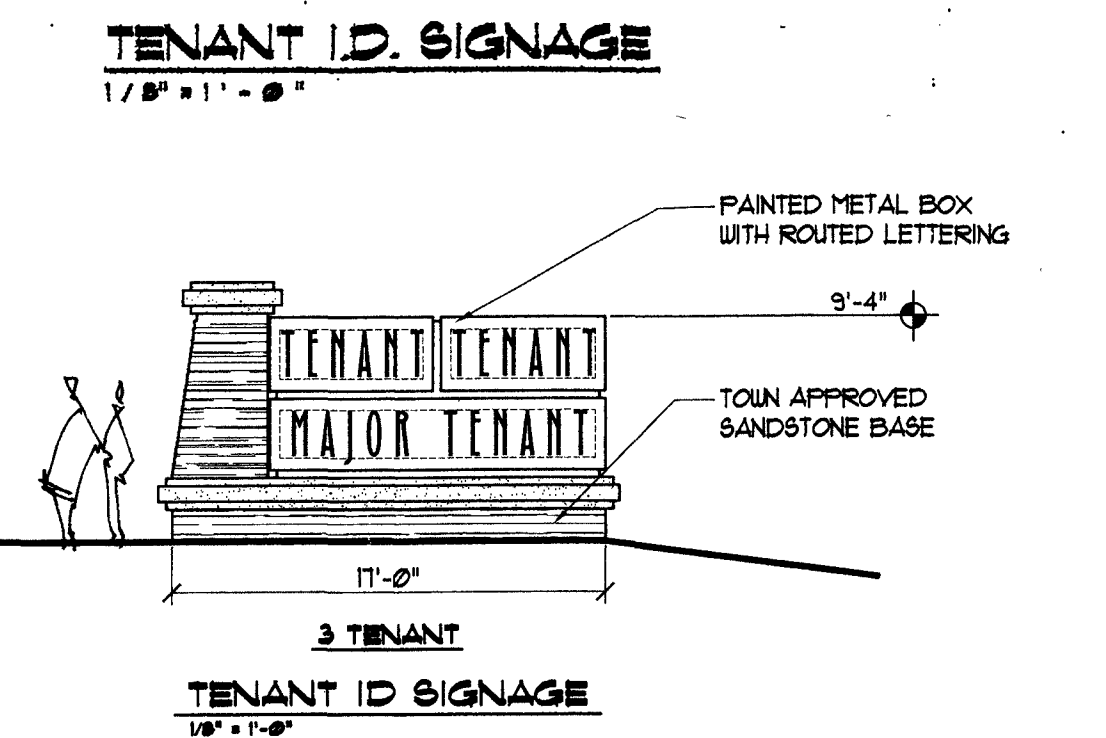 TENANT I.D. SIGNAGE
1/8" = 1'-0"
PAINTED METAL BOX
WITH ROUTED LETTERING
9'-4"
TENANT TENANT
TOWN APPROVED
SANDSTONE BASE
MAJOR TENANT
17'-0"
3 TENANT
TENANT ID SIGNAGE
1/8" = 1'-0"